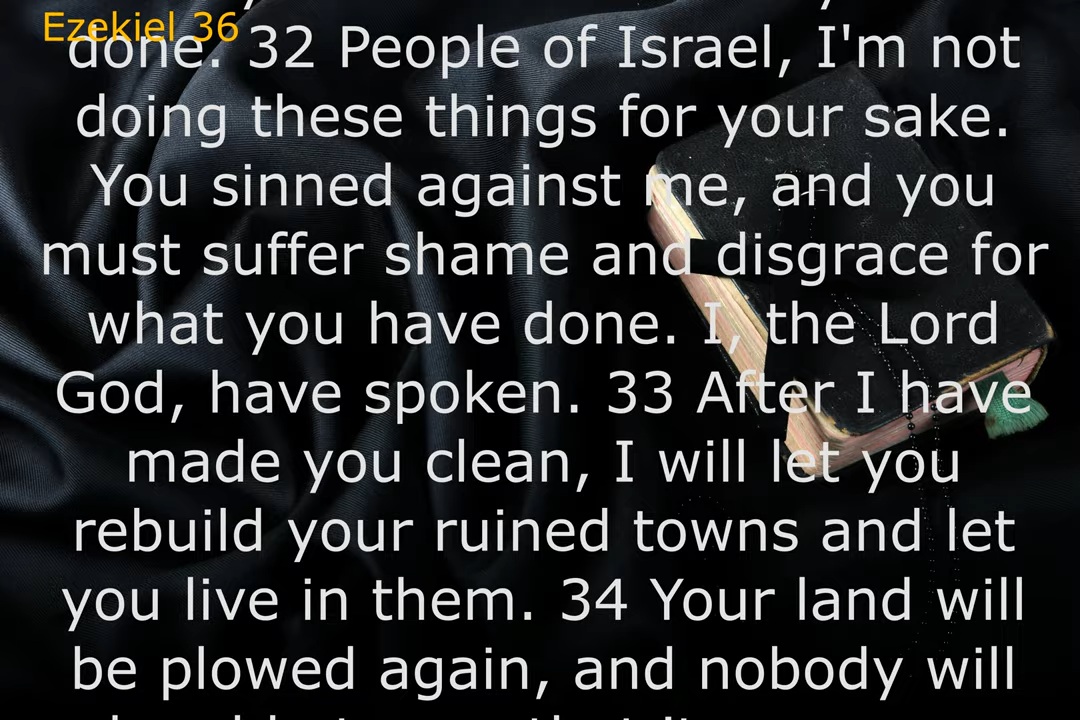 Ezekiel 36
done. 32 People of Israel, I'm not
doing these things for your sake.
You sinned against me, and you
must suffer shame and disgrace for
what you have done. I, the Lord
God, have spoken. 33 After I have
made you clean, I will let you
rebuild your ruined towns and let
you live in them. 34 Your land will
be plowed again, and nobody will